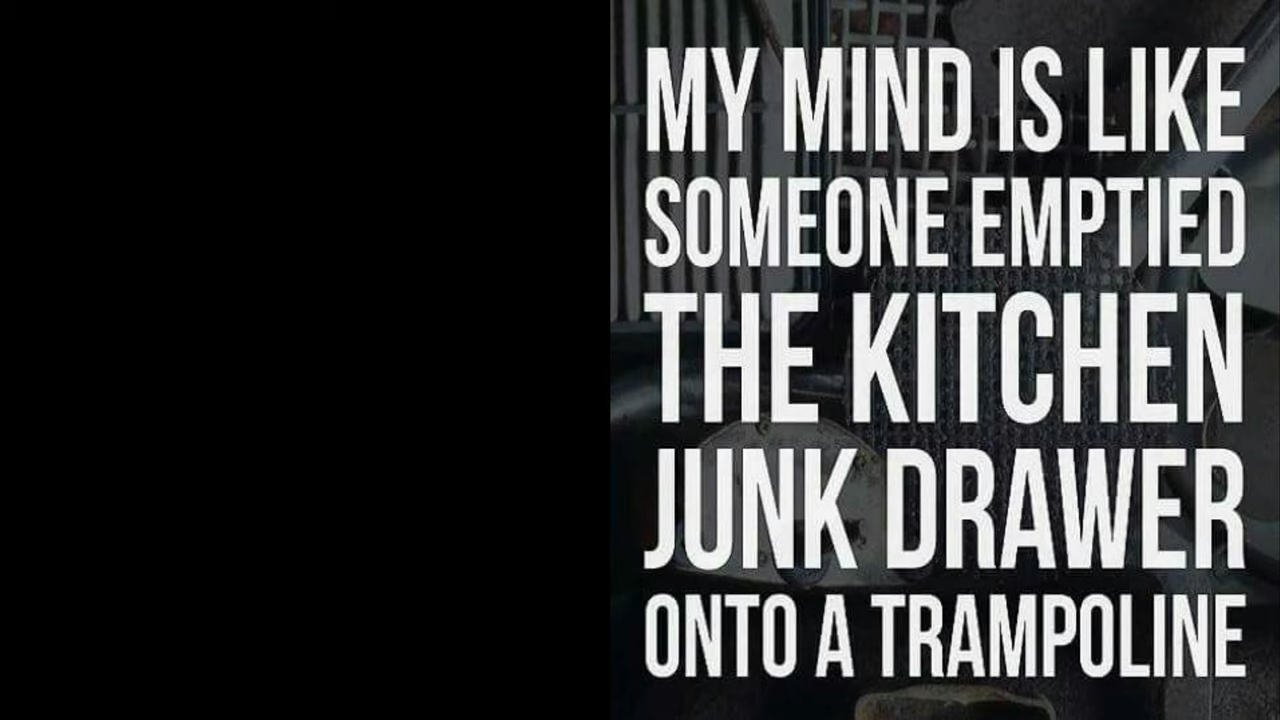 MY MIND IS LIKE
SOMEONE EMPTIED
THE KITCHEN
JUNK DRAWER
ONTO A TRAMPOLINE